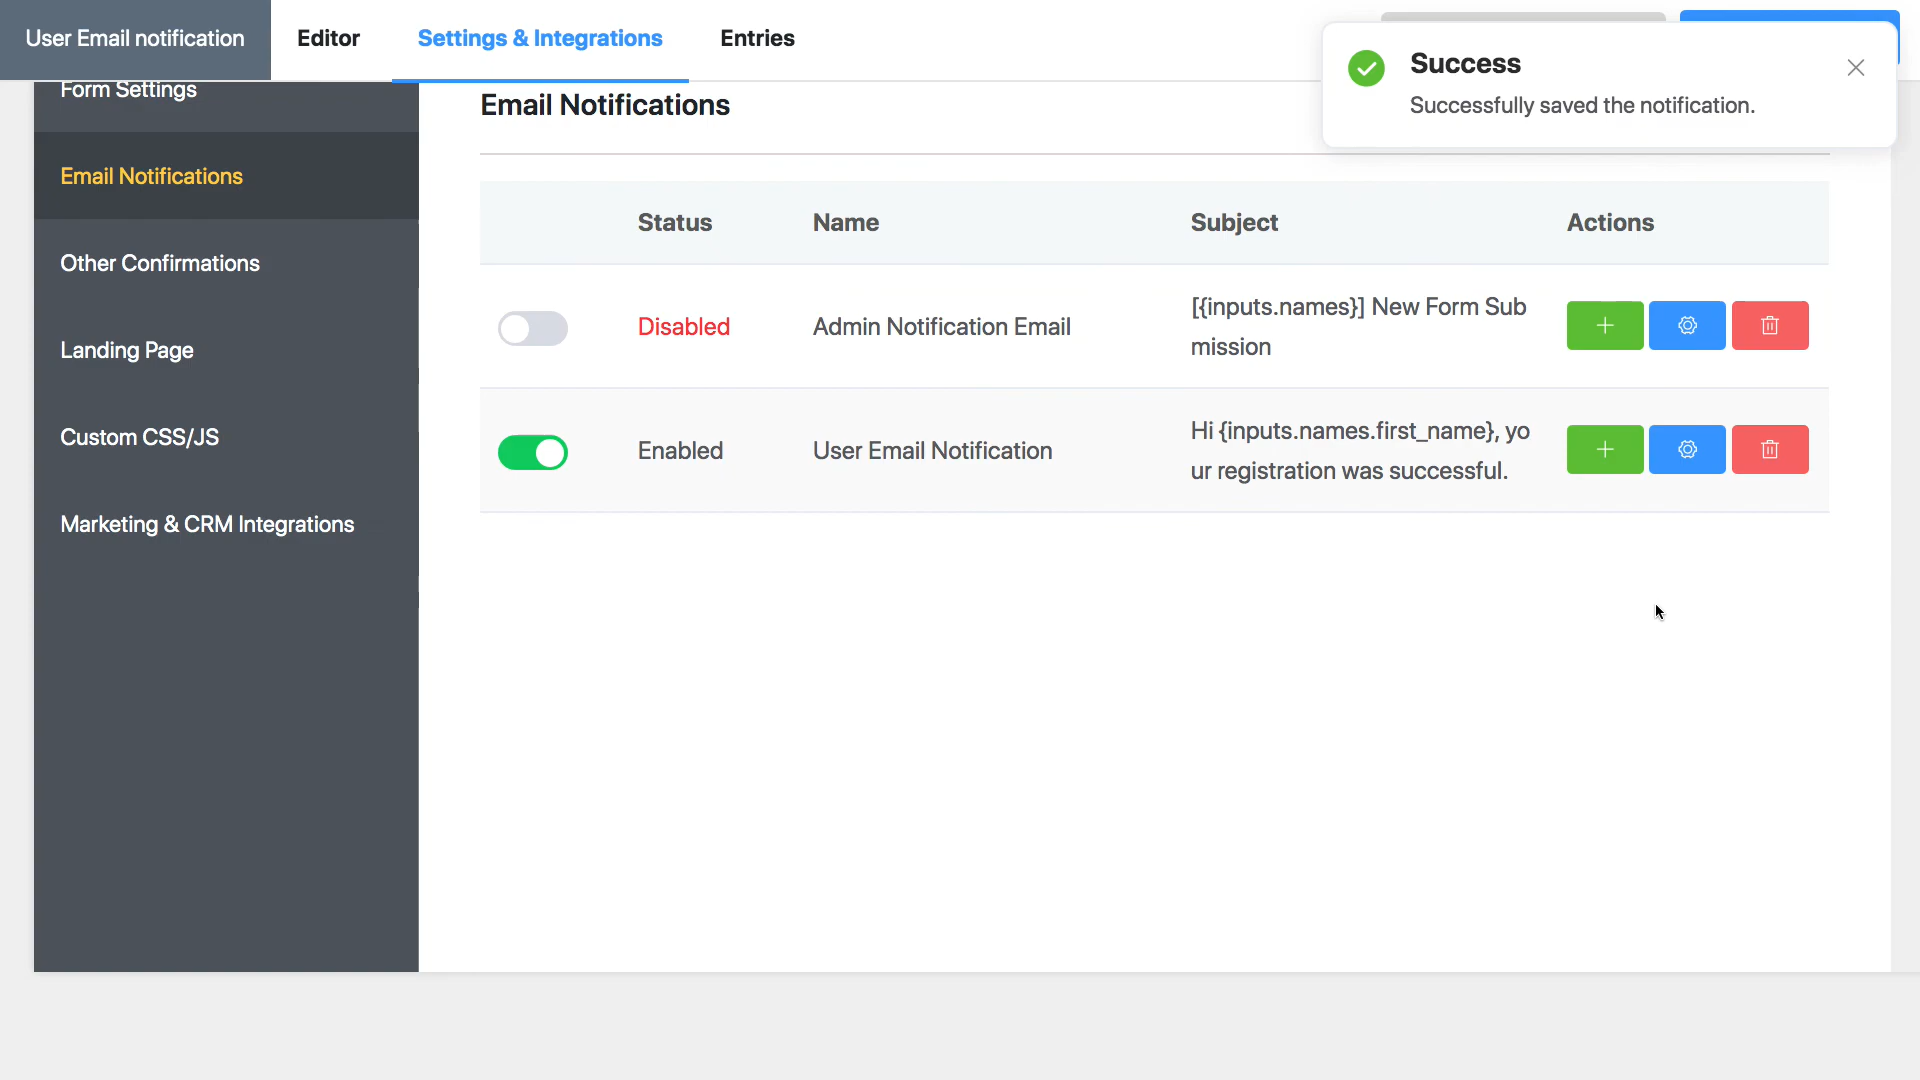 User Email notification
Editor
Settings & Integrations
Entries
Success
Successfully saved the notification.
Form Settings
Email Notifications
Other Confirmations
Landing Page
Custom CSS/JS
Marketing & CRM Integrations
Email Notifications
Status
Name
Subject
Actions
Disabled
Admin Notification Email
[{inputs.names}] New Form Sub
mission
Enabled
User Email Notification
Hi {inputs.names.first_name}, yo
ur registration was successful.